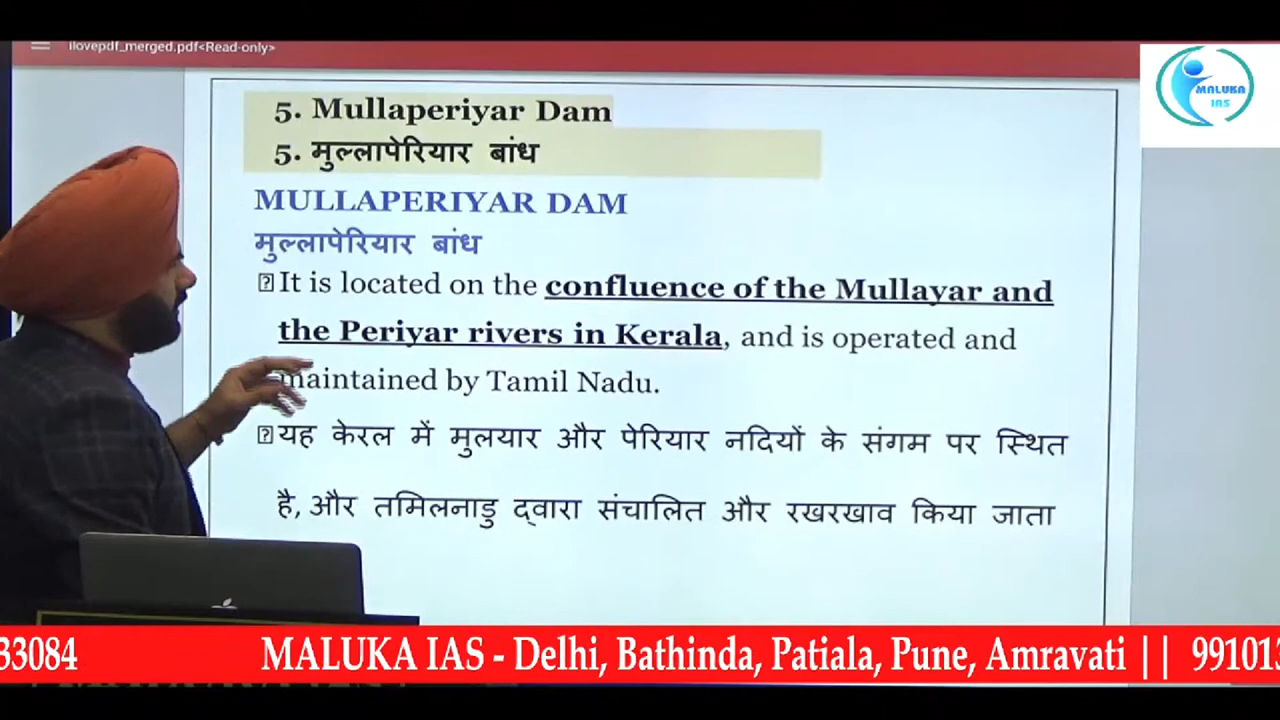 ilovepdf_merged.pdf<Read-only>
MALUKA
IAS
5. Mullaperiyar Dam
5. मुल्लापेरियार बांध
MULLAPERIYAR DAM
मुल्लापेरियार बांध
It is located on the confluence of the Mullayar and
the Periyar rivers in Kerala, and is operated and
maintained by Tamil Nadu.
यह केरल में मुलयार और पेरियार नदियों के संगम पर स्थित
है, और तमिलनाडु द्वारा संचालित और रखरखाव किया जाता
33084 MALUKA IAS - Delhi, Bathinda, Patiala, Pune, Amravati || 99101